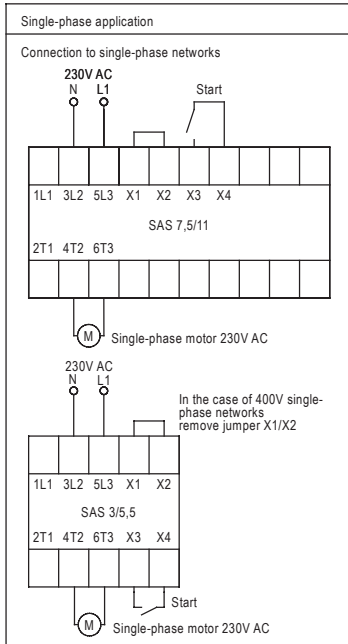 Single-phase application
Connection to single-phase networks
230V AC
N L1
Start
1L1 3L2 5L3 X1 X2 X3 X4
SAS 7,5/11
2T1 4T2 6T3
M
Single-phase motor 230V AC
230V AC
N L1
In the case of 400V single-
phase networks
remove jumper X1/X2
1L1 3L2 5L3 X1 X2
SAS 3/5,5
2T1 4T2 6T3 X3 X4
Start
M
Single-phase motor 230V AC